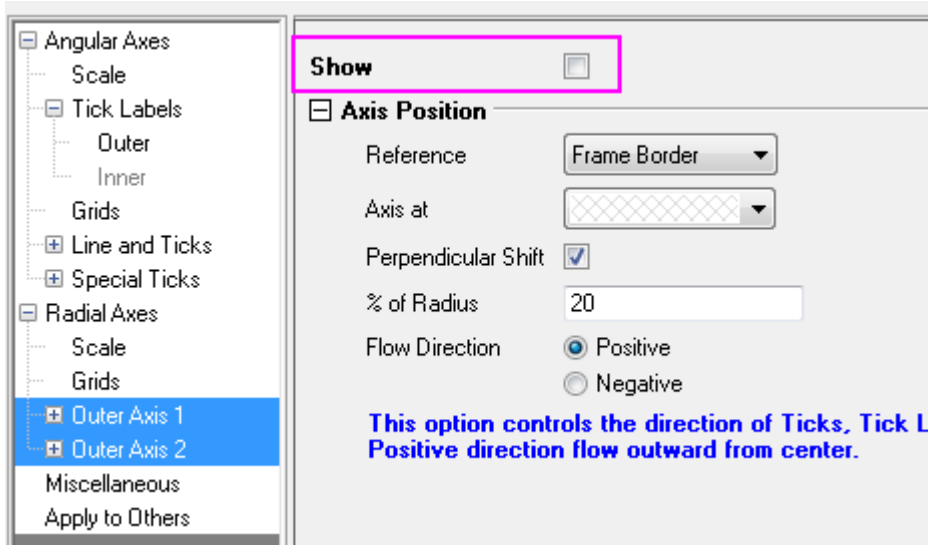 Angular Axes
Scale
Tick Labels
Outer
Inner
Grids
Line and Ticks
Special Ticks
Radial Axes
Scale
Grids
Outer Axis 1
Outer Axis 2
Miscellaneous
Apply to Others
Show
Axis Position
Reference Frame Border
Axis at
Perpendicular Shift
% of Radius 20
Flow Direction Positive
Negative
This option controls the direction of Ticks, Tick L
Positive direction flow outward from center.